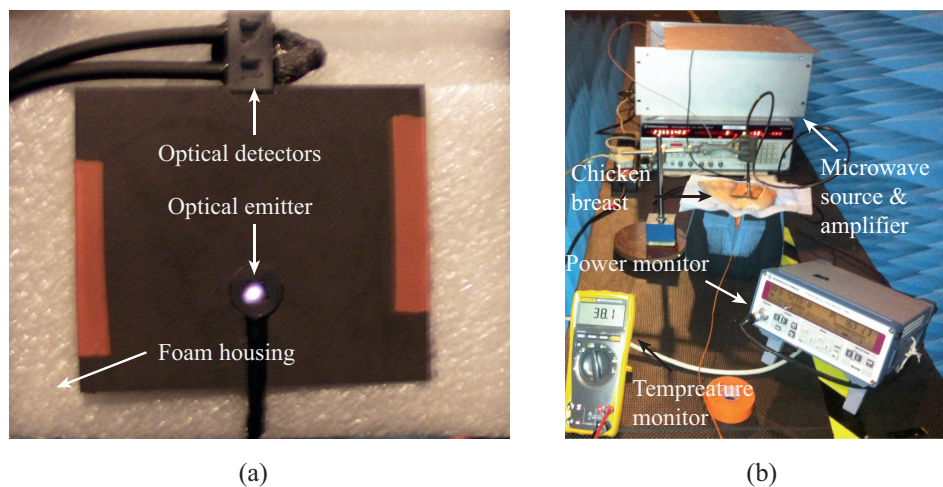 Optical detectors
Optical emitter
Foam housing
(a)
Chicken
breast
Microwave
source &
amplifier
Power monitor
38.1
Tempreature
monitor
(b)